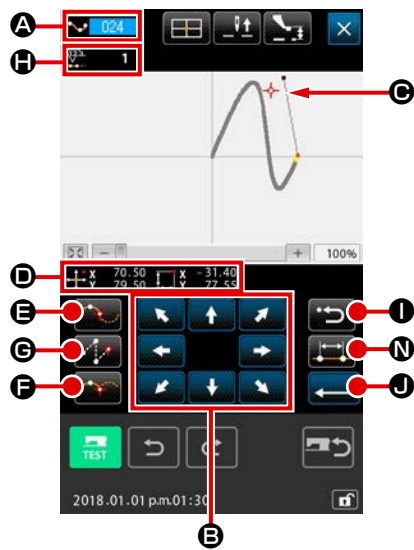 A 024
H 1
C
100%
D X 70.50 X -31.40
Y 79.50 Y 77.55
E I
G N
F J
TEST
2018.01.01 p.m.01:30
B